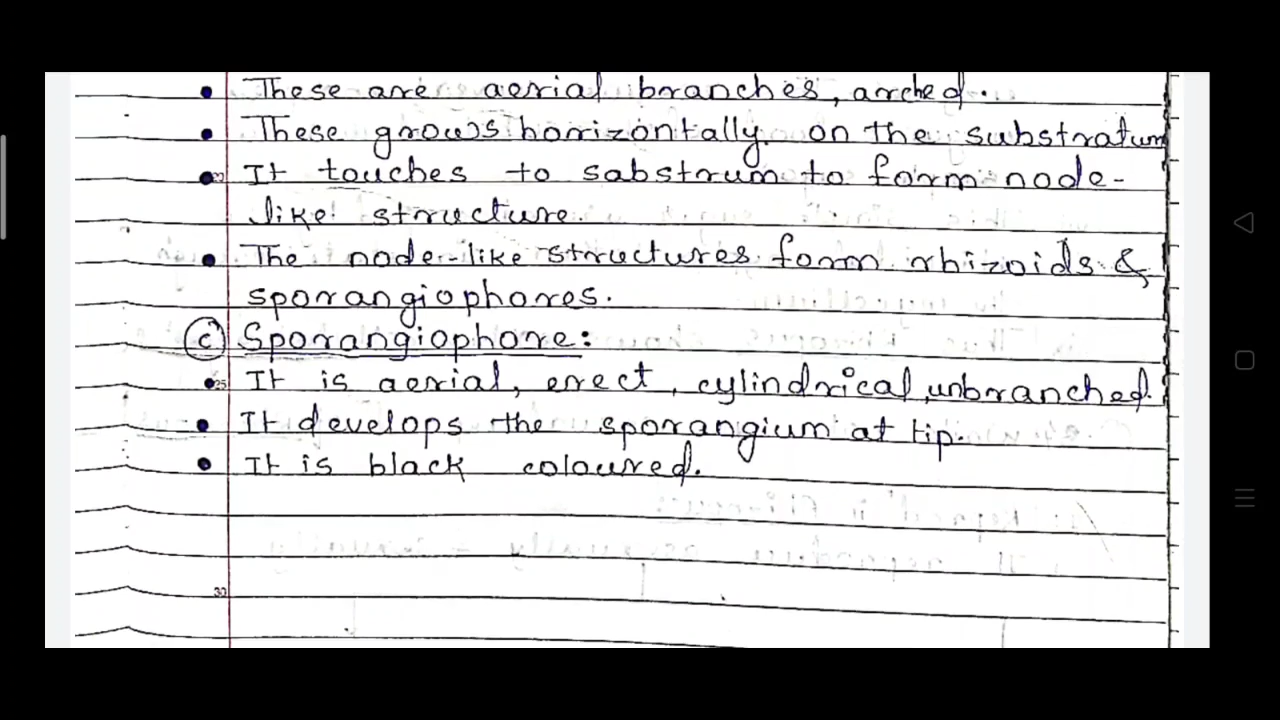 • These are aerial branches, arched.
• These grows horizontally on the substratum
• It touches to sabstrum to form node-
like structure.
• The node-like structures form rhizoids &
sporangiophores.
(c) Sporangiophore:
• It is aerial, erect, cylindrical, unbranched.
25
• It develops the sporangium at tip.
• It is black coloured.
30